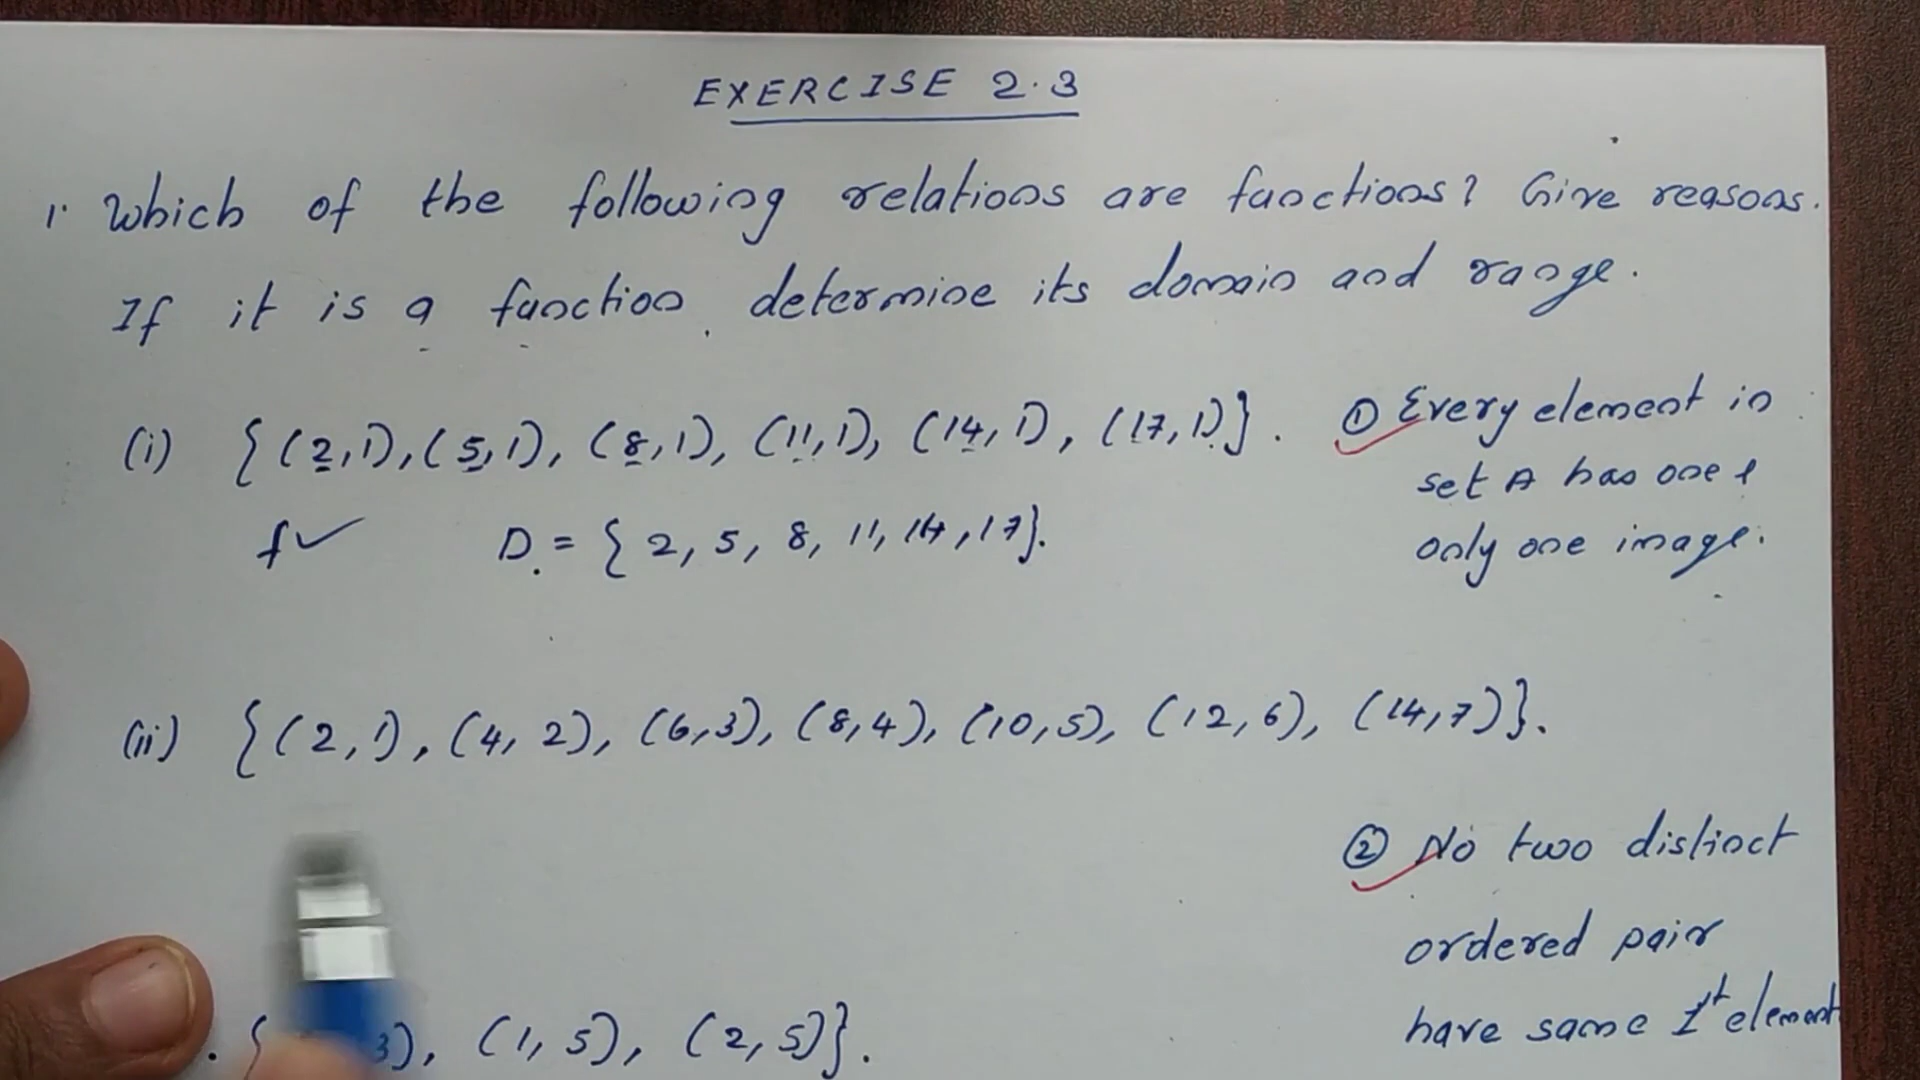 EXERCISE 2.3
1. Which of the following relations are functions? Give reasons.
If it is a function, determine its domain and range.
(i) {(2,1),(5,1), (8,1), (11,1), (14,1), (17,1)}.
f✓ D = {2, 5, 8, 11, 14, 17}.
① Every element in
set A has one &
only one image.
(ii) {(2,1), (4,2), (6,3), (8,4), (10,5), (12,6), (14,7)}.
② No two distinct
ordered pair
have same 1st element
3), (1,5), (2,5)}.